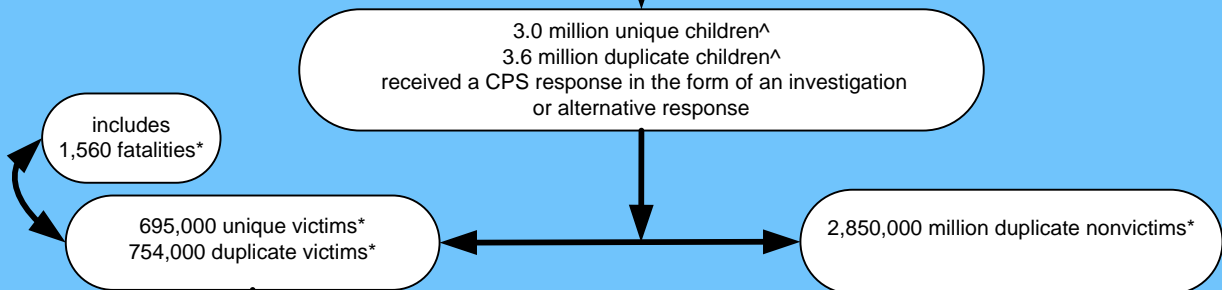 3.0 million unique children^
3.6 million duplicate children^
received a CPS response in the form of an investigation
or alternative response
includes
1,560 fatalities*
695,000 unique victims*
754,000 duplicate victims*
2,850,000 million duplicate nonvictims*